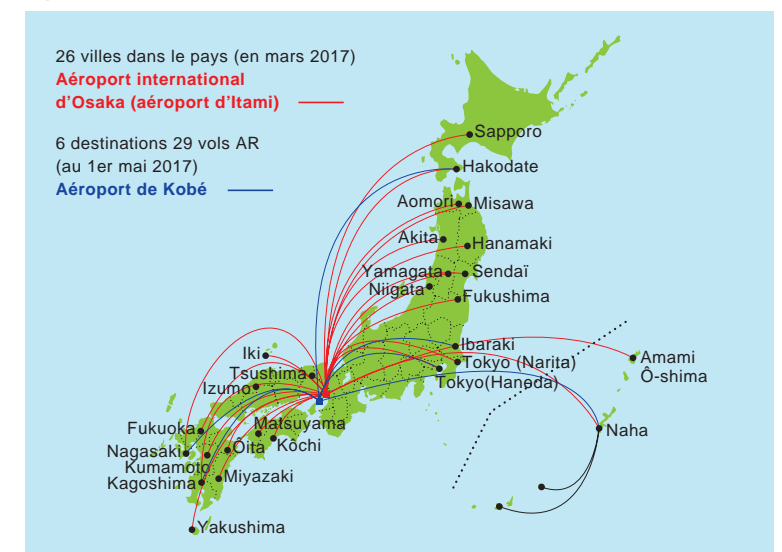 26 villes dans le pays (en mars 2017)
Aéroport international
d'Osaka (aéroport d'Itami)
6 destinations 29 vols AR
(au 1er mai 2017)
Aéroport de Kobé
Sapporo
Hakodate
Aomori
Misawa
Akita
Hanamaki
Yamagata
Sendaï
Niigata
Fukushima
Ibaraki
Iki
Tokyo (Narita)
Amami
Ô-shima
Tsushima
Tokyo(Haneda)
Izumo
Fukuoka
Matsuyama
Naha
Nagasaki
Ôita
Kôchi
Kumamoto
Kagoshima
Miyazaki
Yakushima